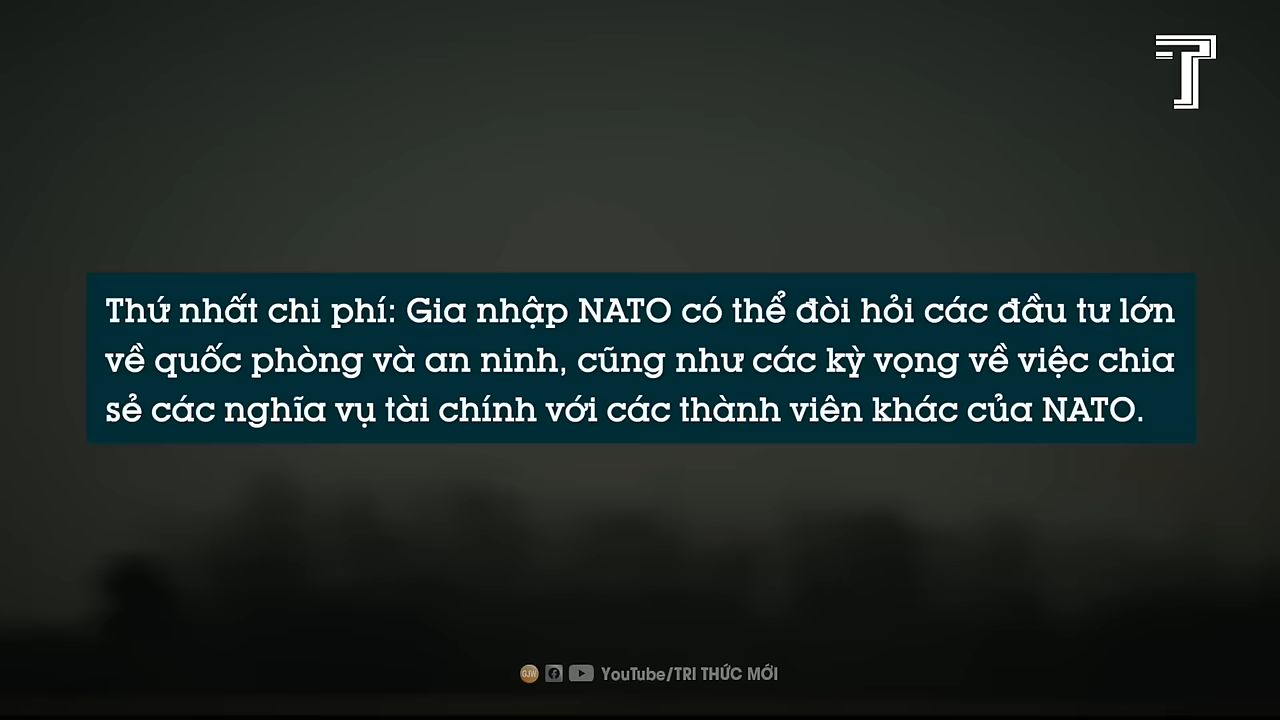 Thứ nhất chi phí: Gia nhập NATO có thể đòi hỏi các đầu tư lớn
về quốc phòng và an ninh, cũng như các kỳ vọng về việc chia
sẻ các nghĩa vụ tài chính với các thành viên khác của NATO.
GJW YouTube/TRI THỨC MỚI